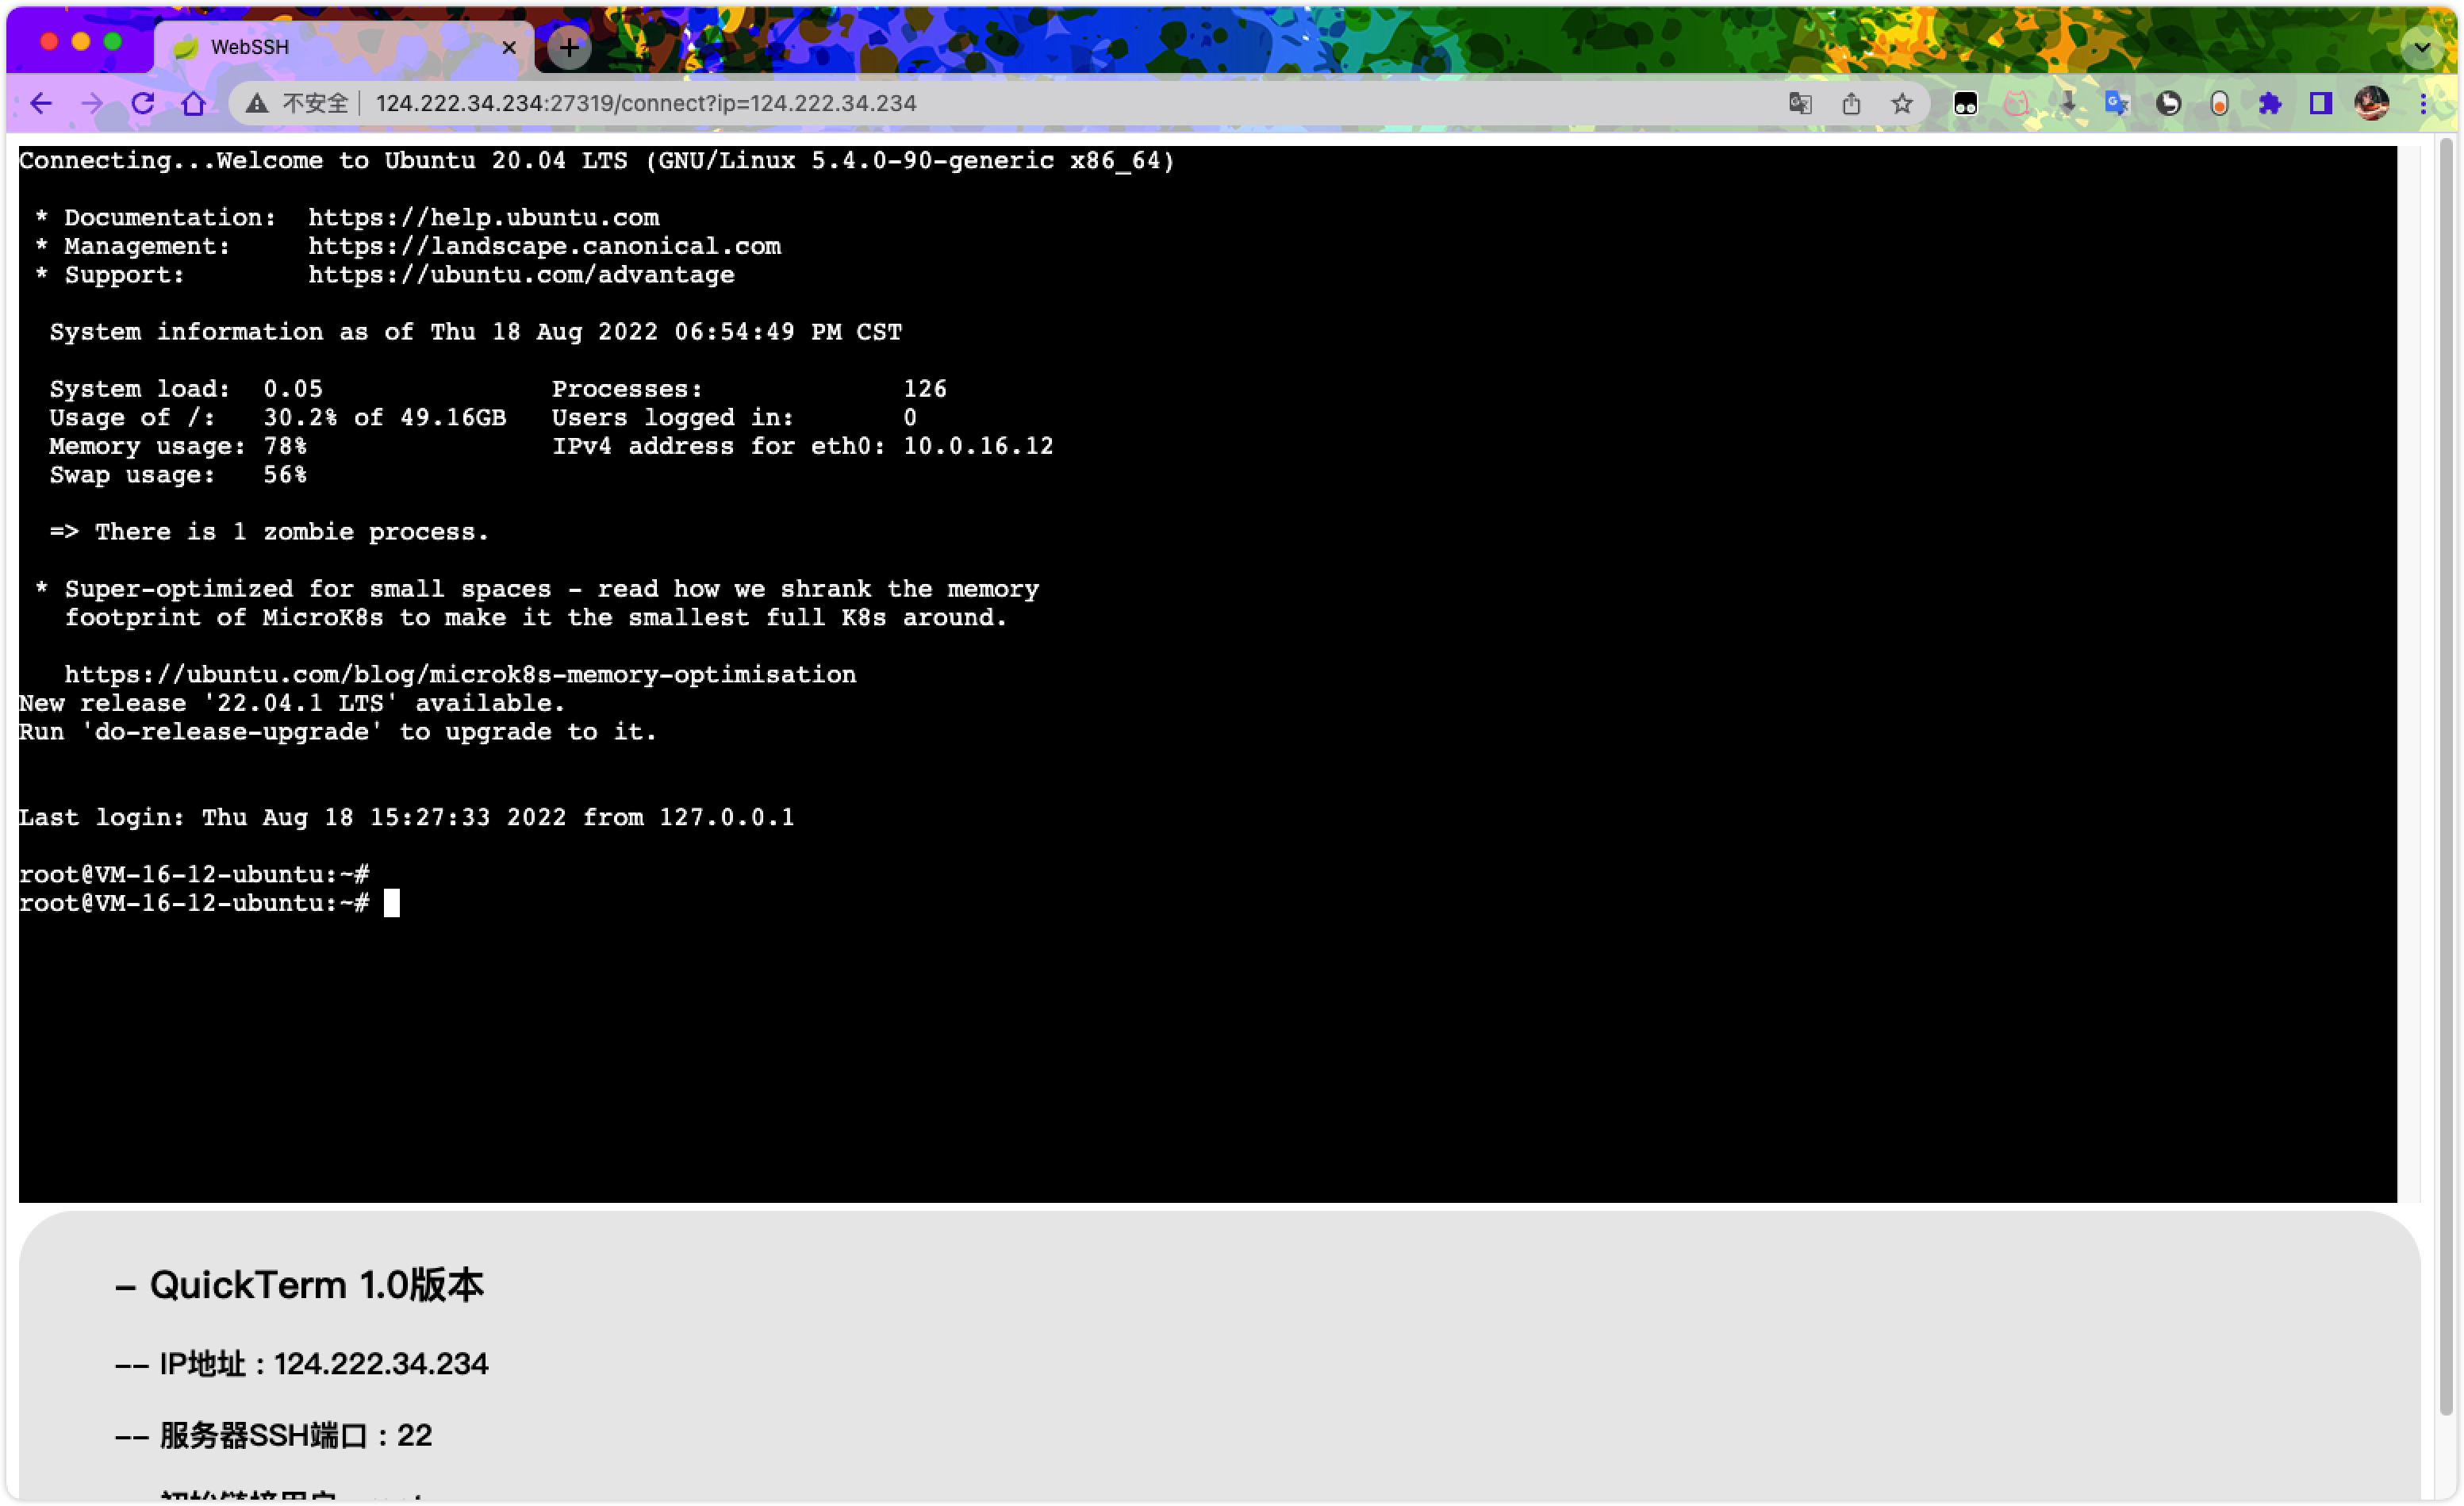 WebSSH
不安全 124.222.34.234:27319/connect?ip=124.222.34.234
Connecting...Welcome to Ubuntu 20.04 LTS (GNU/Linux 5.4.0-90-generic x86_64)
* Documentation:  https://help.ubuntu.com
* Management:     https://landscape.canonical.com
* Support:        https://ubuntu.com/advantage
System information as of Thu 18 Aug 2022 06:54:49 PM CST
System load:  0.05               Processes:             126
Usage of /:   30.2% of 49.16GB   Users logged in:       0
Memory usage: 78%                IPv4 address for eth0: 10.0.16.12
Swap usage:   56%
=> There is 1 zombie process.
* Super-optimized for small spaces - read how we shrank the memory
footprint of MicroK8s to make it the smallest full K8s around.
https://ubuntu.com/blog/microk8s-memory-optimisation
New release '22.04.1 LTS' available.
Run 'do-release-upgrade' to upgrade to it.
Last login: Thu Aug 18 15:27:33 2022 from 127.0.0.1
root@VM-16-12-ubuntu:~#
root@VM-16-12-ubuntu:~#
- QuickTerm 1.0版本
-- IP地址：124.222.34.234
-- 服务器SSH端口：22